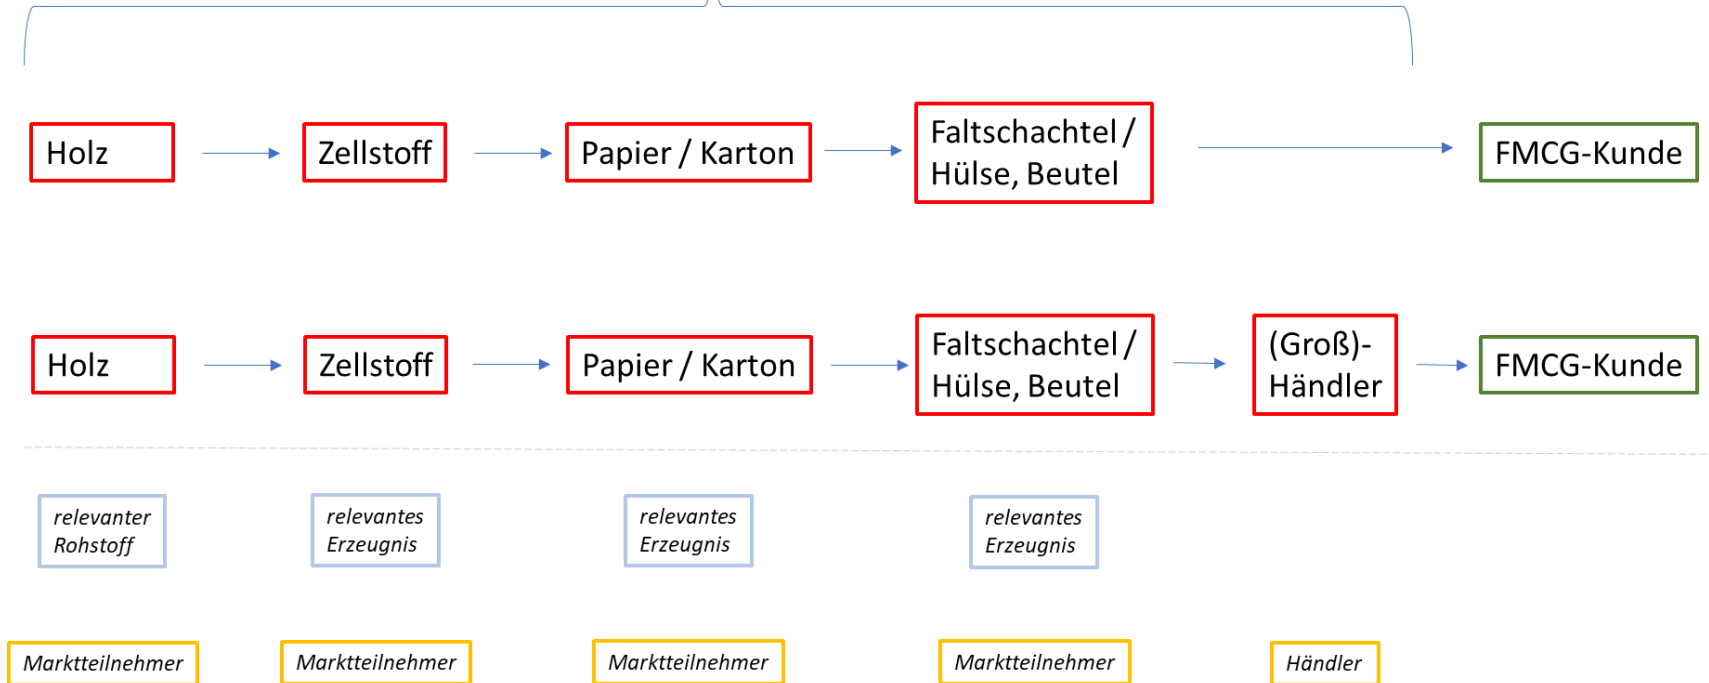 Holz
Zellstoff
Papier / Karton
Faltschachtel /
Hülse, Beutel
FMCG-Kunde
Holz
Zellstoff
Papier / Karton
Faltschachtel /
Hülse, Beutel
(Groß)-
Händler
FMCG-Kunde
relevanter
Rohstoff
relevantes
Erzeugnis
relevantes
Erzeugnis
relevantes
Erzeugnis
Marktteilnehmer
Marktteilnehmer
Marktteilnehmer
Marktteilnehmer
Händler